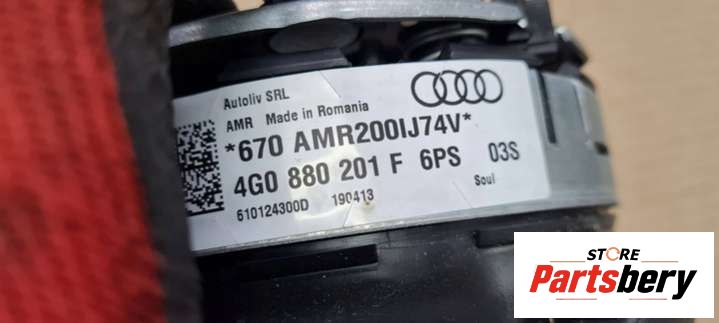 Autoliv SRL
AMR Made in Romania
*670 AMR200IJ74V*
4G0 880 201 F 6PS 03S
610124300D 190413 Soul
STORE
Partsbery